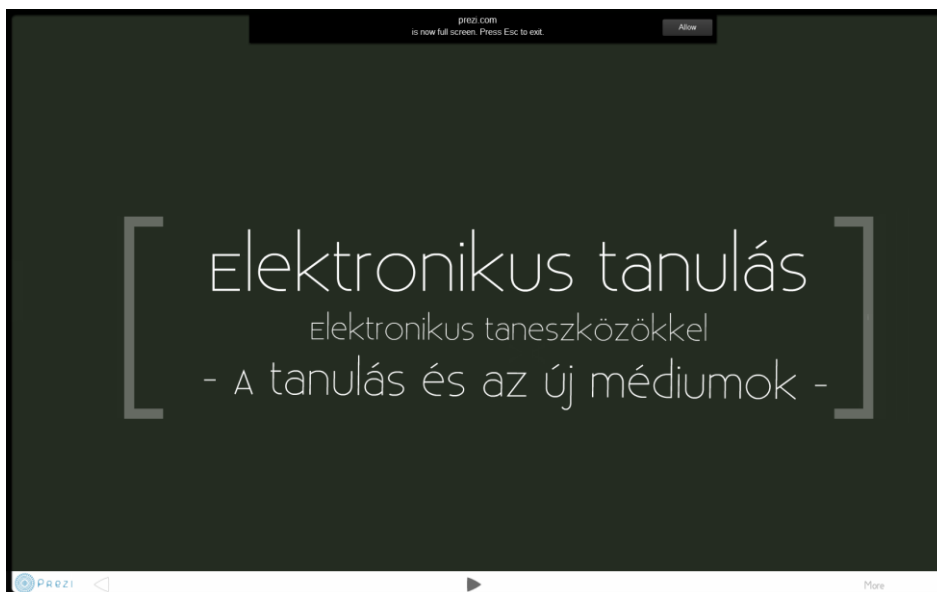 prezi.com
is now full screen. Press Esc to exit.
Allow
Elektronikus tanulás
Elektronikus taneszközökkel
- A tanulás és az új médiumok -
Prezi
More